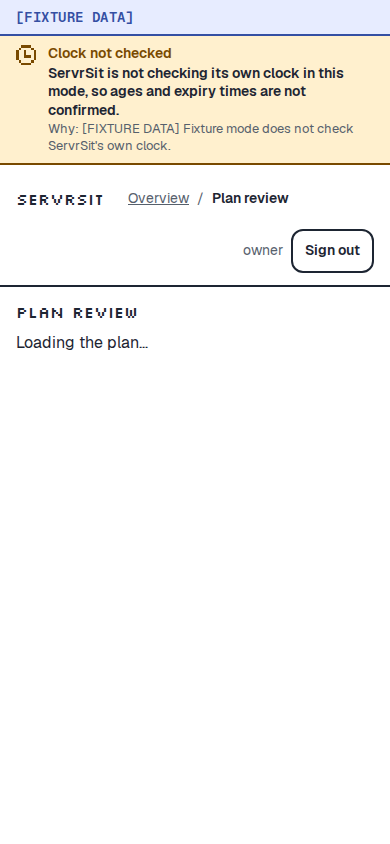 [FIXTURE DATA]
Clock not checked
ServrSit is not checking its own clock in this
mode, so ages and expiry times are not
confirmed.
Why: [FIXTURE DATA] Fixture mode does not check
ServrSit's own clock.
SERVRSIT
Overview / Plan review
owner
Sign out
PLAN REVIEW
Loading the plan…